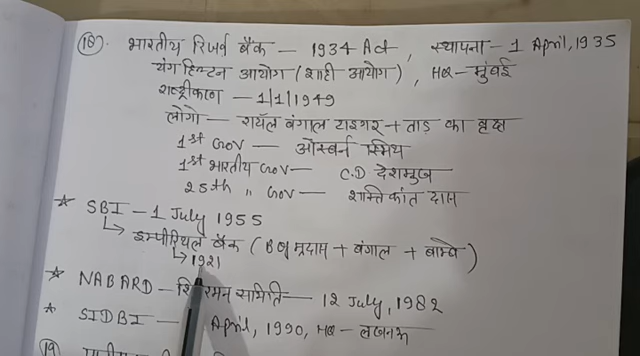 (18). भारतीय रिजर्व बैंक — 1934 Act, स्थापना - 1 April, 1935
यंग हिल्टन आयोग (शाही आयोग), HQ - मुंबई
राष्ट्रीकरण — 1/1/1949
लोगो — रायॅल बंगाल टाइगर + ताड का वृक्ष
1st Gov — ओस्बर्न स्मिथ
1st भारतीय Gov — C.D देशमुख
25th " Gov — शक्तिकांत दास
★ SBI - 1 July 1955
↳ इम्पीरियल बैंक ( मद्रास + बंगाल + बाम्बे )
↳ 1921
★ NABARD — समिति — 12 July, 1982
★ SIDBI — April, 1990, HQ - लखनऊ
(19)